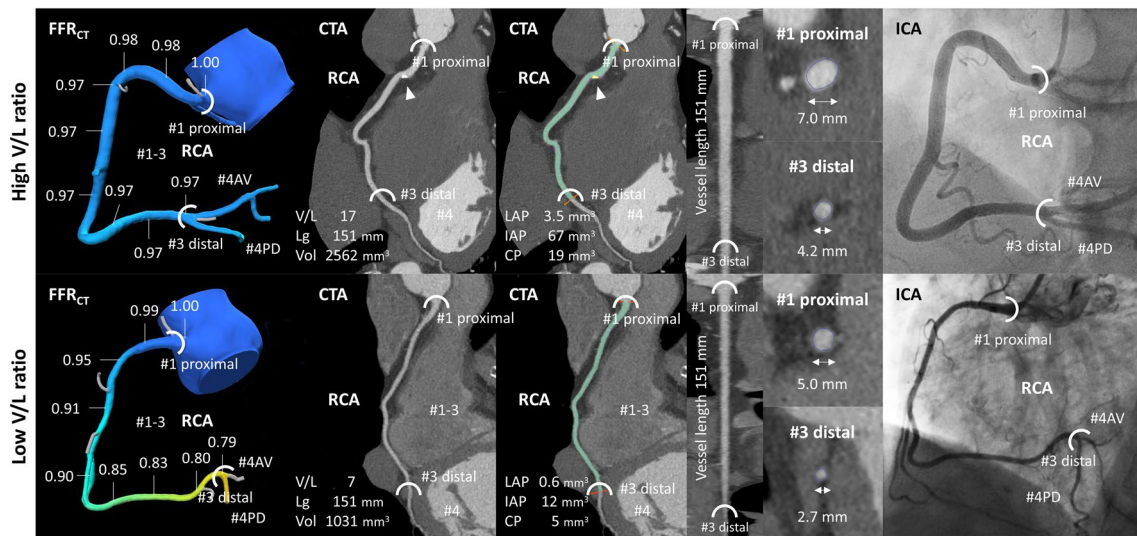 High V/L ratio
FFRCT
0.98
0.98
1.00
0.97
#1 proximal
0.97
#1-3
RCA
0.97
0.97
0.97
#4AV
0.97
#3 distal
#4PD
CTA
#1 proximal
RCA
#3 distal
#4
V/L 17
Lg 151 mm
Vol 2562 mm³
CTA
#1 proximal
RCA
#3 distal
#4
LAP 3.5 mm³
IAP 67 mm³
CP 19 mm³
#1 proximal
Vessel length 151 mm
#3 distal
#1 proximal
7.0 mm
#3 distal
4.2 mm
ICA
#1 proximal
RCA
#4AV
#3 distal
#4PD
Low V/L ratio
FFRCT
1.00
0.99
#1 proximal
0.95
0.91
#1-3
RCA
0.90
0.85
0.83
0.80
0.79
#4AV
#3 distal
#4PD
CTA
#1 proximal
RCA
#1-3
#3 distal
#4
V/L 7
Lg 151 mm
Vol 1031 mm³
CTA
#1 proximal
RCA
#1-3
#3 distal
#4
LAP 0.6 mm³
IAP 12 mm³
CP 5 mm³
#1 proximal
Vessel length 151 mm
#3 distal
#1 proximal
5.0 mm
#3 distal
2.7 mm
ICA
#1 proximal
RCA
#4AV
#3 distal
#4PD